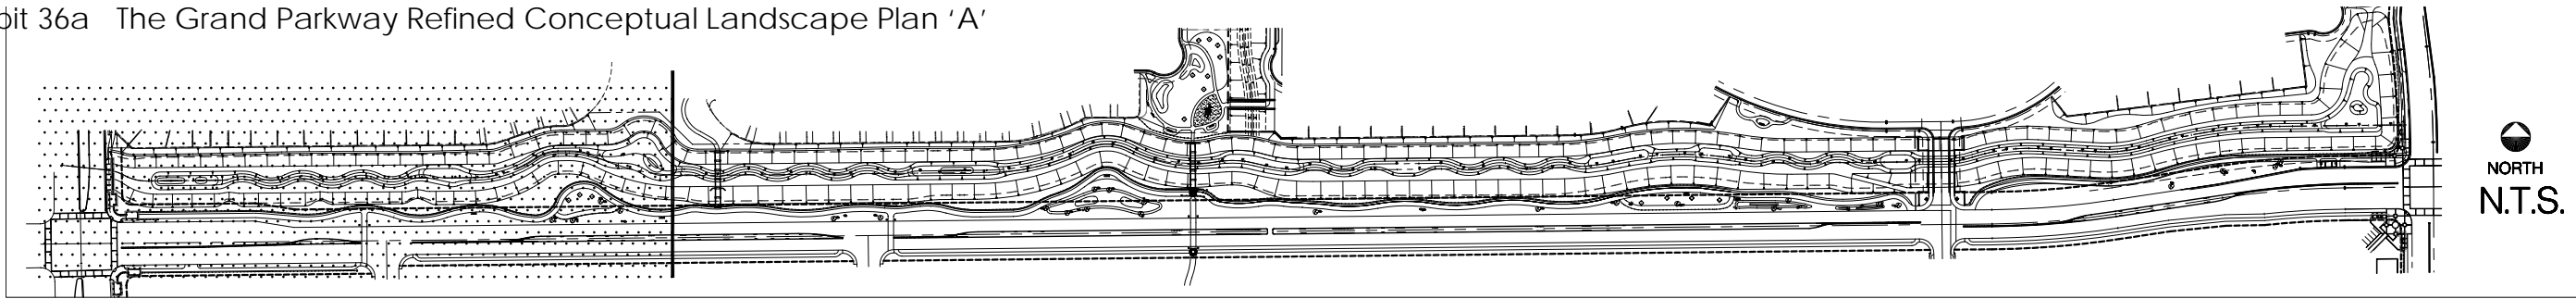 bit 36a The Grand Parkway Refined Conceptual Landscape Plan ‘A’
NORTH
N.T.S.